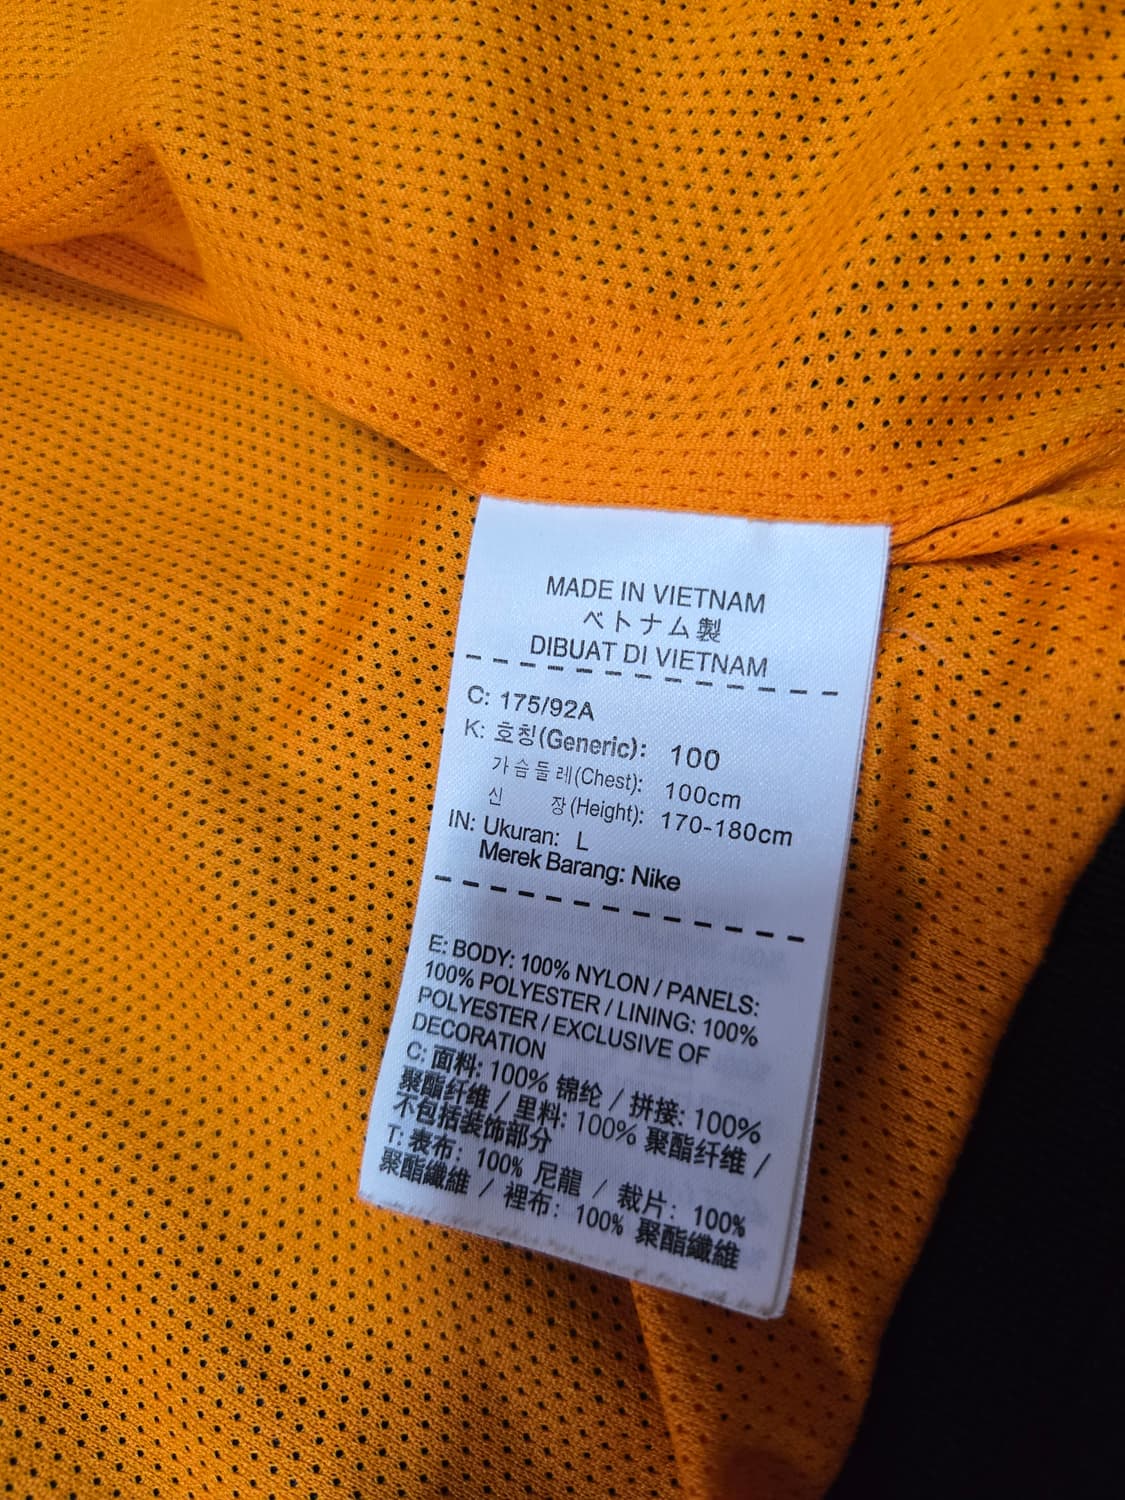 MADE IN VIETNAM
ベトナム製
DIBUAT DI VIETNAM
C: 175/92A
K: 호칭(Generic): 100
가슴둘레(Chest): 100cm
신 장(Height): 170-180cm
IN: Ukuran: L
Merek Barang: Nike
E: BODY: 100% NYLON / PANELS:
100% POLYESTER / LINING: 100%
POLYESTER / EXCLUSIVE OF
DECORATION
C: 面料: 100% 锦纶 / 拼接: 100%
聚酯纤维 / 里料: 100% 聚酯纤维 /
不包括装饰部分
T: 表布: 100% 尼龍 / 裁片: 100%
聚酯纖維 / 裡布: 100% 聚酯纖維